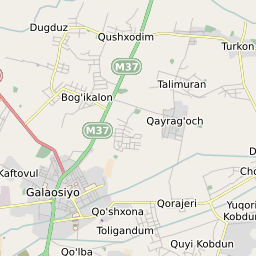 Dugduz
Qushxodim
Turkon
M37
Talimuran
Bog'ikalon
Qayrag'och
M37
D
Kaftovul
Cho
Galaosiyo
Qo'shxona
Qorajeri
Yuqori
Kobdun
Toligandum
Qo'lba
Quyi Kobdun